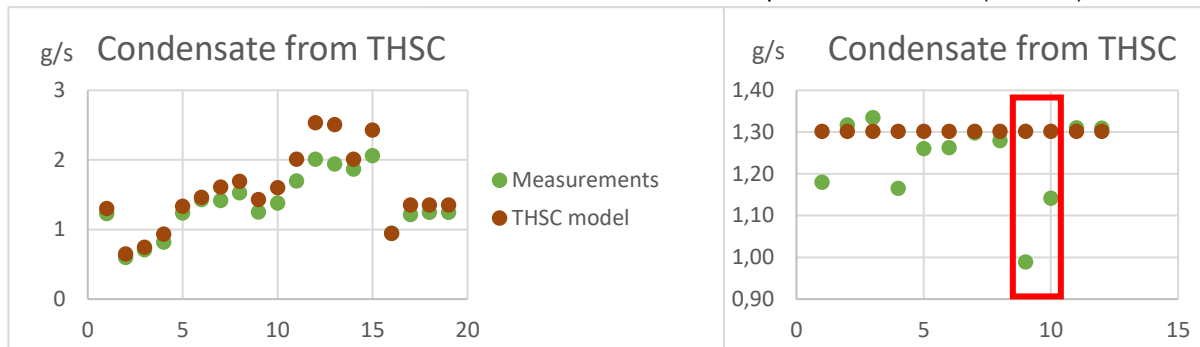 g/s Condensate from THSC
3
2
1
0
0 5 10 15 20
Measurements
THSC model
g/s Condensate from THSC
1,40
1,30
1,20
1,10
1,00
0,90
0 5 10 15